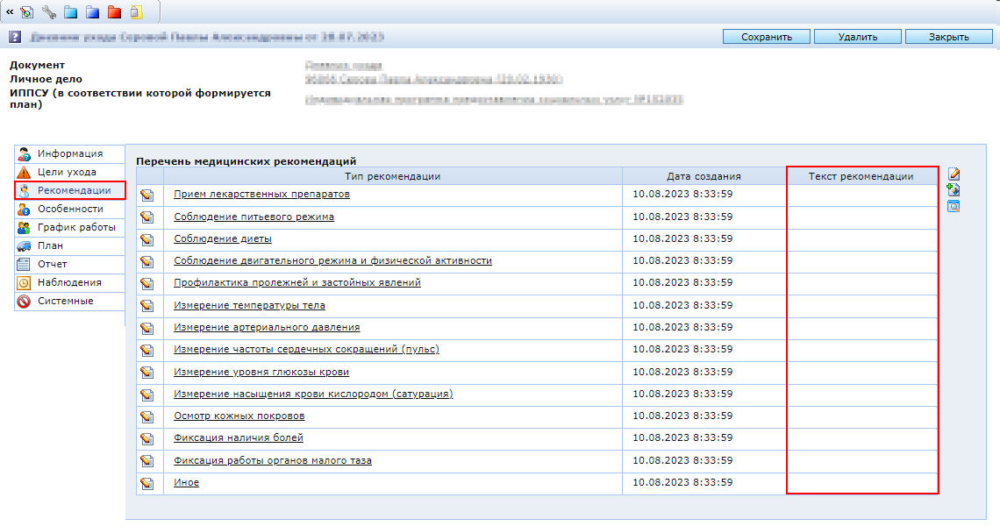 «
Сохранить Удалить Закрыть
Документ
Личное дело
ИППСУ (в соответствии которой формируется
план)
Информация
Цели ухода
Рекомендации
Особенности
График работы
План
Отчет
Наблюдения
Системные
Перечень медицинских рекомендаций
Тип рекомендации Дата создания Текст рекомендации
Прием лекарственных препаратов 10.08.2023 8:33:59
Соблюдение питьевого режима 10.08.2023 8:33:59
Соблюдение диеты 10.08.2023 8:33:59
Соблюдение двигательного режима и физической активности 10.08.2023 8:33:59
Профилактика пролежней и застойных явлений 10.08.2023 8:33:59
Измерение температуры тела 10.08.2023 8:33:59
Измерение артериального давления 10.08.2023 8:33:59
Измерение частоты сердечных сокращений (пульс) 10.08.2023 8:33:59
Измерение уровня глюкозы крови 10.08.2023 8:33:59
Измерение насыщения крови кислородом (сатурация) 10.08.2023 8:33:59
Осмотр кожных покровов 10.08.2023 8:33:59
Фиксация наличия болей 10.08.2023 8:33:59
Фиксация работы органов малого таза 10.08.2023 8:33:59
Иное 10.08.2023 8:33:59